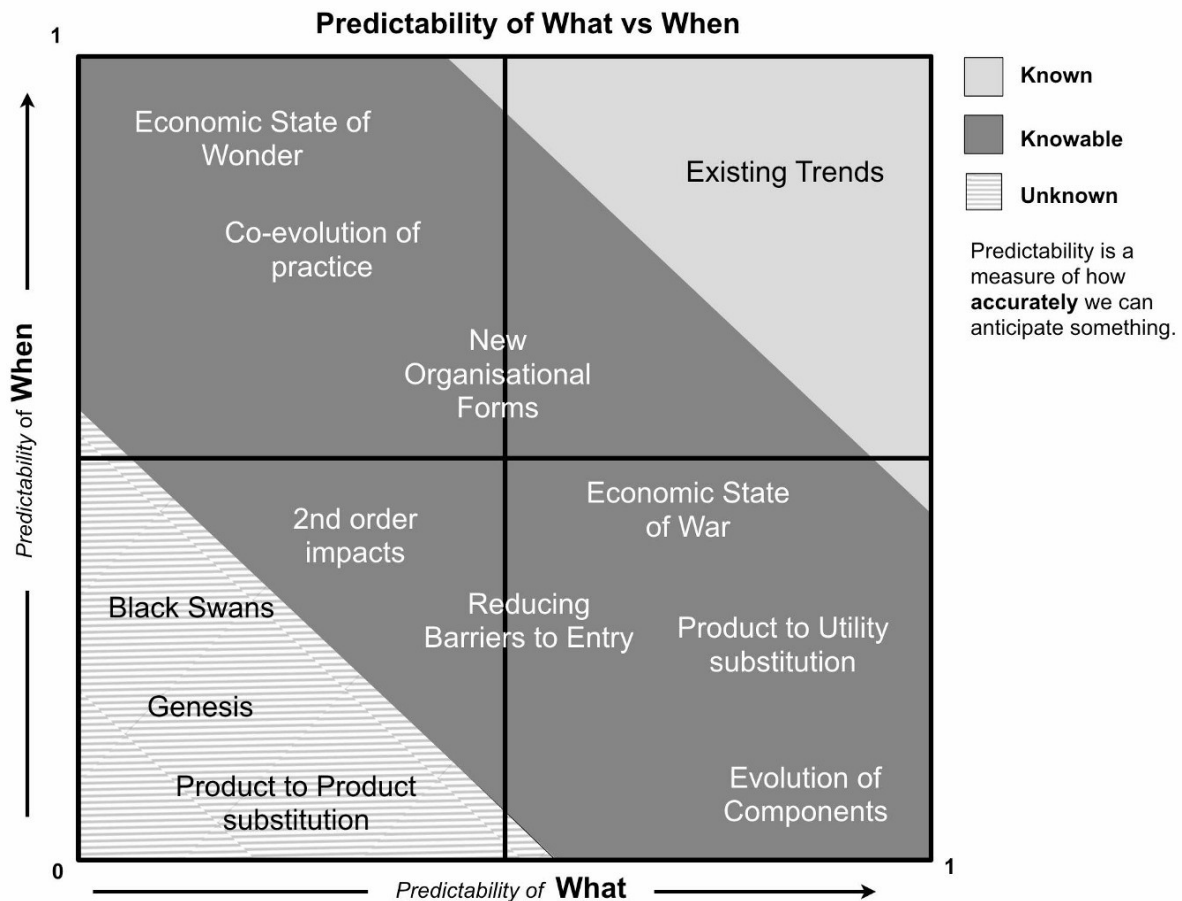 Predictability of What vs When
1
Economic State of
Wonder
Co-evolution of
practice
New
Organisational
Forms
Existing Trends
2nd order
impacts
Economic State
of War
Black Swans
Reducing
Barriers to Entry
Product to Utility
substitution
Genesis
Product to Product
substitution
Evolution of
Components
Predictability of When
0
Predictability of What
1
Known
Knowable
Unknown
Predictability is a
measure of how
accurately we can
anticipate something.